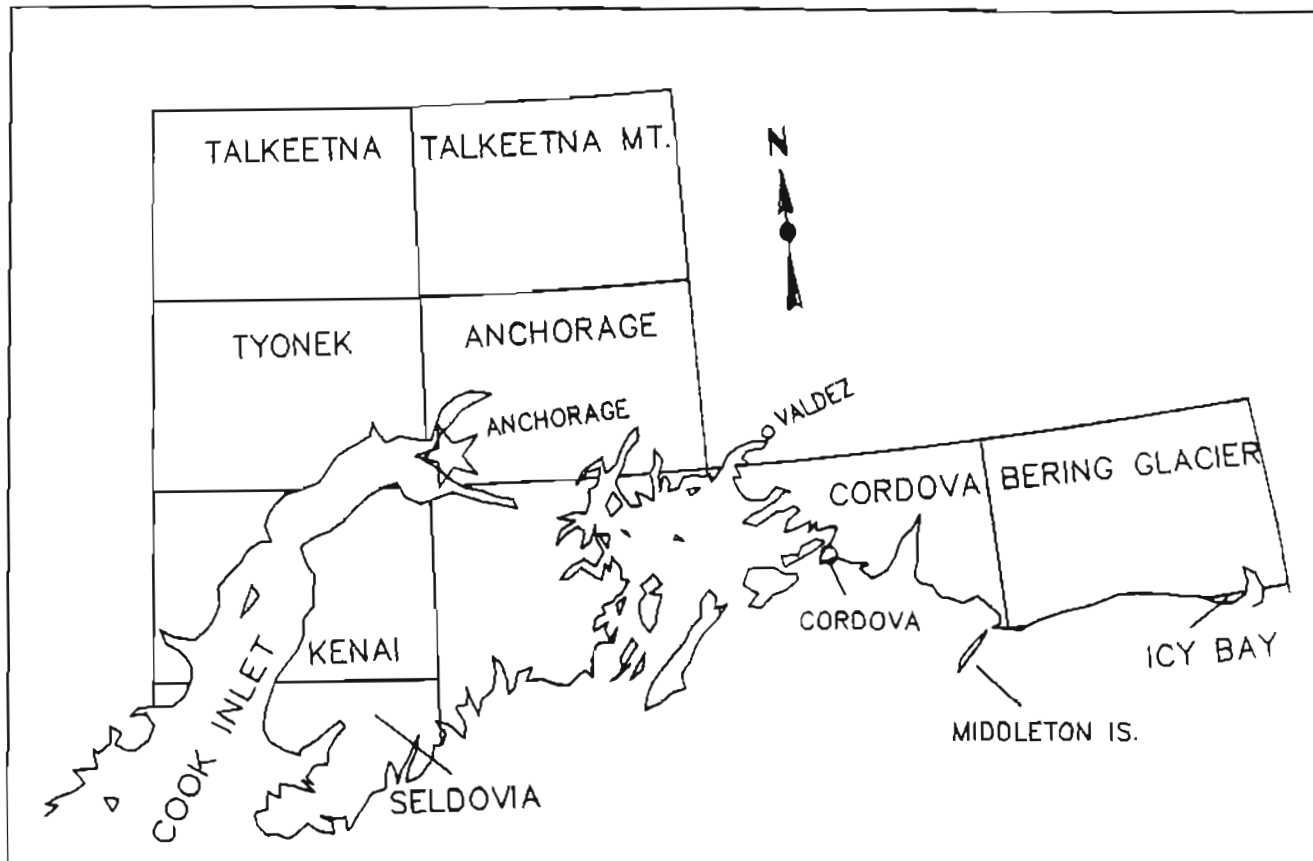 TALKEETNA
TALKEETNA MT.
N
TYONEK
ANCHORAGE
ANCHORAGE
VALDEZ
CORDOVA
BERING GLACIER
CORDOVA
KENAI
ICY BAY
MIDDLETON IS.
COOK INLET
SELDOVIA